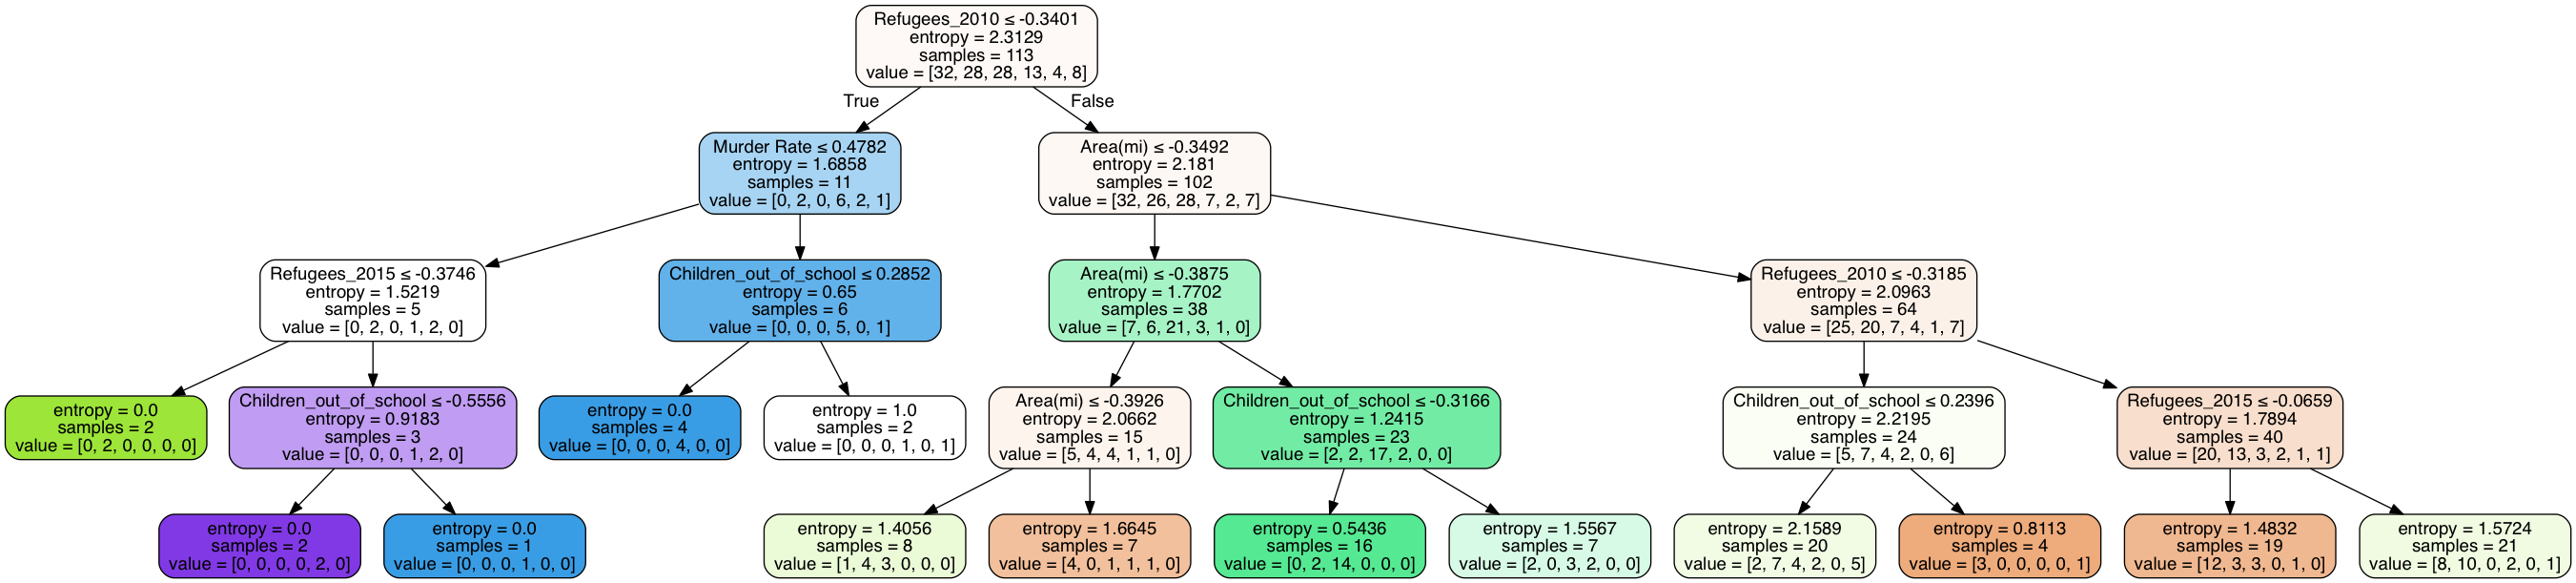 Refugees_2010 ≤ -0.3401
entropy = 2.3129
samples = 113
value = [32, 28, 28, 13, 4, 8]
True
False
Murder Rate ≤ 0.4782
entropy = 1.6858
samples = 11
value = [0, 2, 0, 6, 2, 1]
Area(mi) ≤ -0.3492
entropy = 2.181
samples = 102
value = [32, 26, 28, 7, 2, 7]
Refugees_2015 ≤ -0.3746
entropy = 1.5219
samples = 5
value = [0, 2, 0, 1, 2, 0]
Children_out_of_school ≤ 0.2852
entropy = 0.65
samples = 6
value = [0, 0, 0, 5, 0, 1]
Area(mi) ≤ -0.3875
entropy = 1.7702
samples = 38
value = [7, 6, 21, 3, 1, 0]
Refugees_2010 ≤ -0.3185
entropy = 2.0963
samples = 64
value = [25, 20, 7, 4, 1, 7]
entropy = 0.0
samples = 2
value = [0, 2, 0, 0, 0, 0]
Children_out_of_school ≤ -0.5556
entropy = 0.9183
samples = 3
value = [0, 0, 0, 1, 2, 0]
entropy = 0.0
samples = 4
value = [0, 0, 0, 4, 0, 0]
entropy = 1.0
samples = 2
value = [0, 0, 0, 1, 0, 1]
Area(mi) ≤ -0.3926
entropy = 2.0662
samples = 15
value = [5, 4, 4, 1, 1, 0]
Children_out_of_school ≤ -0.3166
entropy = 1.2415
samples = 23
value = [2, 2, 17, 2, 0, 0]
Children_out_of_school ≤ 0.2396
entropy = 2.2195
samples = 24
value = [5, 7, 4, 2, 0, 6]
Refugees_2015 ≤ -0.0659
entropy = 1.7894
samples = 40
value = [20, 13, 3, 2, 1, 1]
entropy = 0.0
samples = 2
value = [0, 0, 0, 0, 2, 0]
entropy = 0.0
samples = 1
value = [0, 0, 0, 1, 0, 0]
entropy = 1.4056
samples = 8
value = [1, 4, 3, 0, 0, 0]
entropy = 1.6645
samples = 7
value = [4, 0, 1, 1, 1, 0]
entropy = 0.5436
samples = 16
value = [0, 2, 14, 0, 0, 0]
entropy = 1.5567
samples = 7
value = [2, 0, 3, 2, 0, 0]
entropy = 2.1589
samples = 20
value = [2, 7, 4, 2, 0, 5]
entropy = 0.8113
samples = 4
value = [3, 0, 0, 0, 0, 1]
entropy = 1.4832
samples = 19
value = [12, 3, 3, 0, 1, 0]
entropy = 1.5724
samples = 21
value = [8, 10, 0, 2, 0, 1]